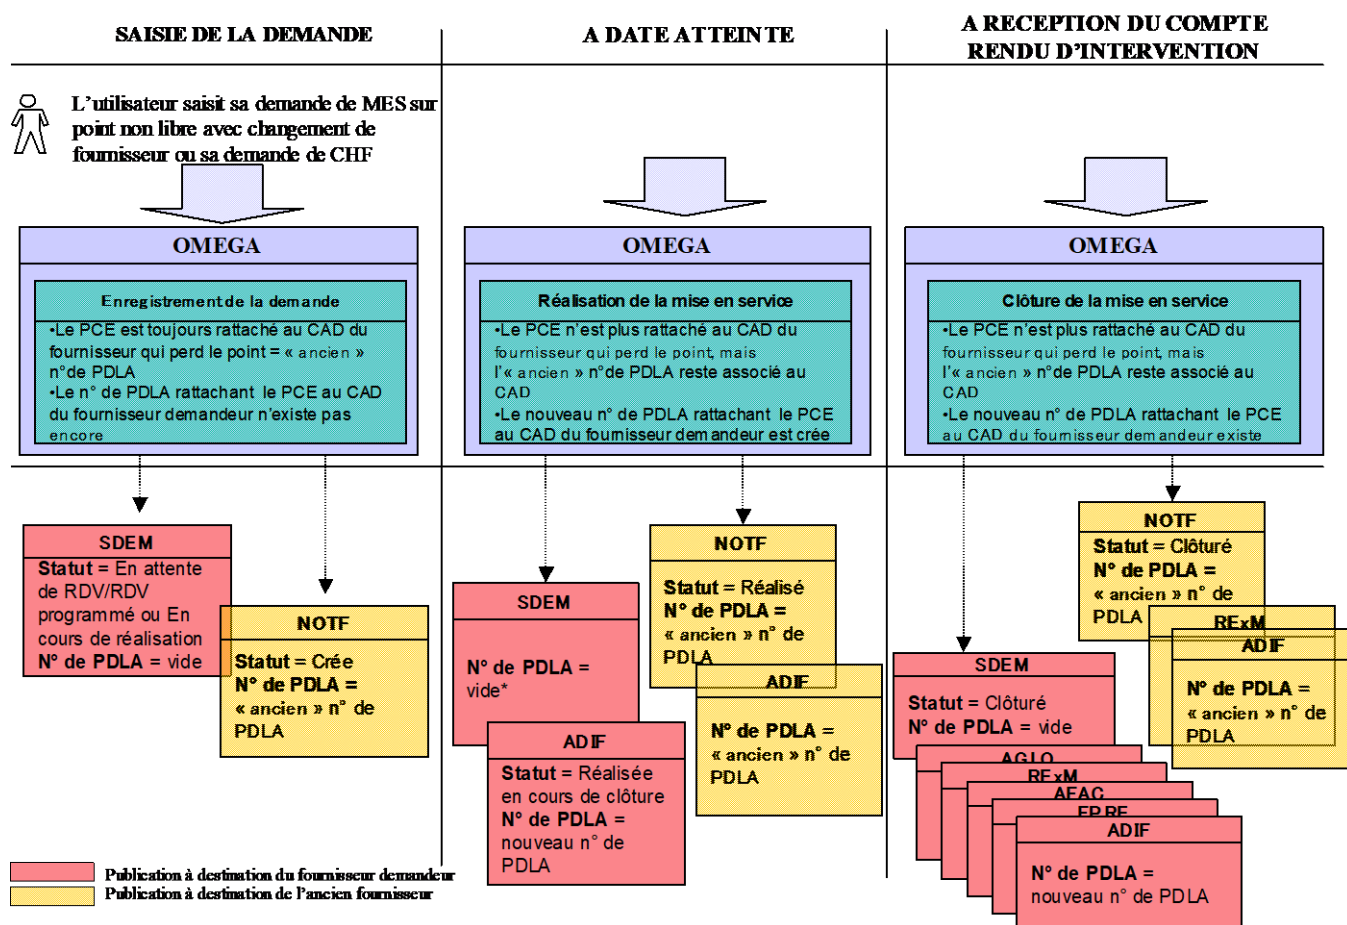 SAISIE DE LA DEMANDE
A DATE ATTEINTE
A RECEPTION DU COMPTE
RENDU D'INTERVENTION
L'utilisateur saisit sa demande de MES sur
point non libre avec changement de
fournisseur ou sa demande de CHF
OMEGA
Enregistrement de la demande
•Le PCE est toujours rattaché au CAD du
fournisseur qui perd le point = « ancien »
n°de PDLA
•Le n° de PDLA rattachant le PCE au CAD
du fournisseur demandeur n'existe pas
encore
OMEGA
Réalisation de la mise en service
•Le PCE n'est plus rattaché au CAD du
fournisseur qui perd le point, mais
l'« ancien » n°de PDLA reste associé au
CAD
•Le nouveau n° de PDLA rattachant le PCE
au CAD du fournisseur demandeur est crée
OMEGA
Clôture de la mise en service
•Le PCE n'est plus rattaché au CAD du
fournisseur qui perd le point, mais
l'« ancien » n°de PDLA reste associé au
CAD
•Le nouveau n° de PDLA rattachant le PCE
au CAD du fournisseur demandeur existe
SDEM
Statut = En attente
de RDV/RDV
programmé ou En
cours de réalisation
N° de PDLA = vide
NOTF
Statut = Crée
N° de PDLA =
« ancien » n° de
PDLA
SDEM
N° de PDLA =
vide*
ADIF
Statut = Réalisée
en cours de clôture
N° de PDLA =
nouveau n° de
PDLA
NOTF
Statut = Réalisé
N° de PDLA =
« ancien » n° de
PDLA
ADIF
N° de PDLA =
« ancien » n° de
PDLA
NOTF
Statut = Clôturé
N° de PDLA =
« ancien » n° de
PDLA
RExM
ADIF
N° de PDLA =
« ancien » n° de
PDLA
SDEM
Statut = Clôturé
N° de PDLA = vide
RExM
ADIF
N° de PDLA =
nouveau n° de PDLA
Publication à destination du fournisseur demandeur
Publication à destination de l'ancien fournisseur